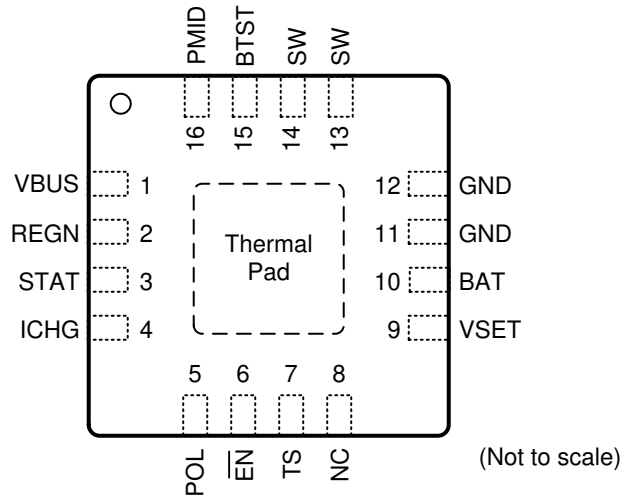 PMID BTST SW SW
16 15 14 13
VBUS 1 12 GND
REGN 2 11 GND
Thermal
Pad
STAT 3 10 BAT
ICHG 4 9 VSET
5 6 7 8
POL E̅N̅ TS NC
(Not to scale)